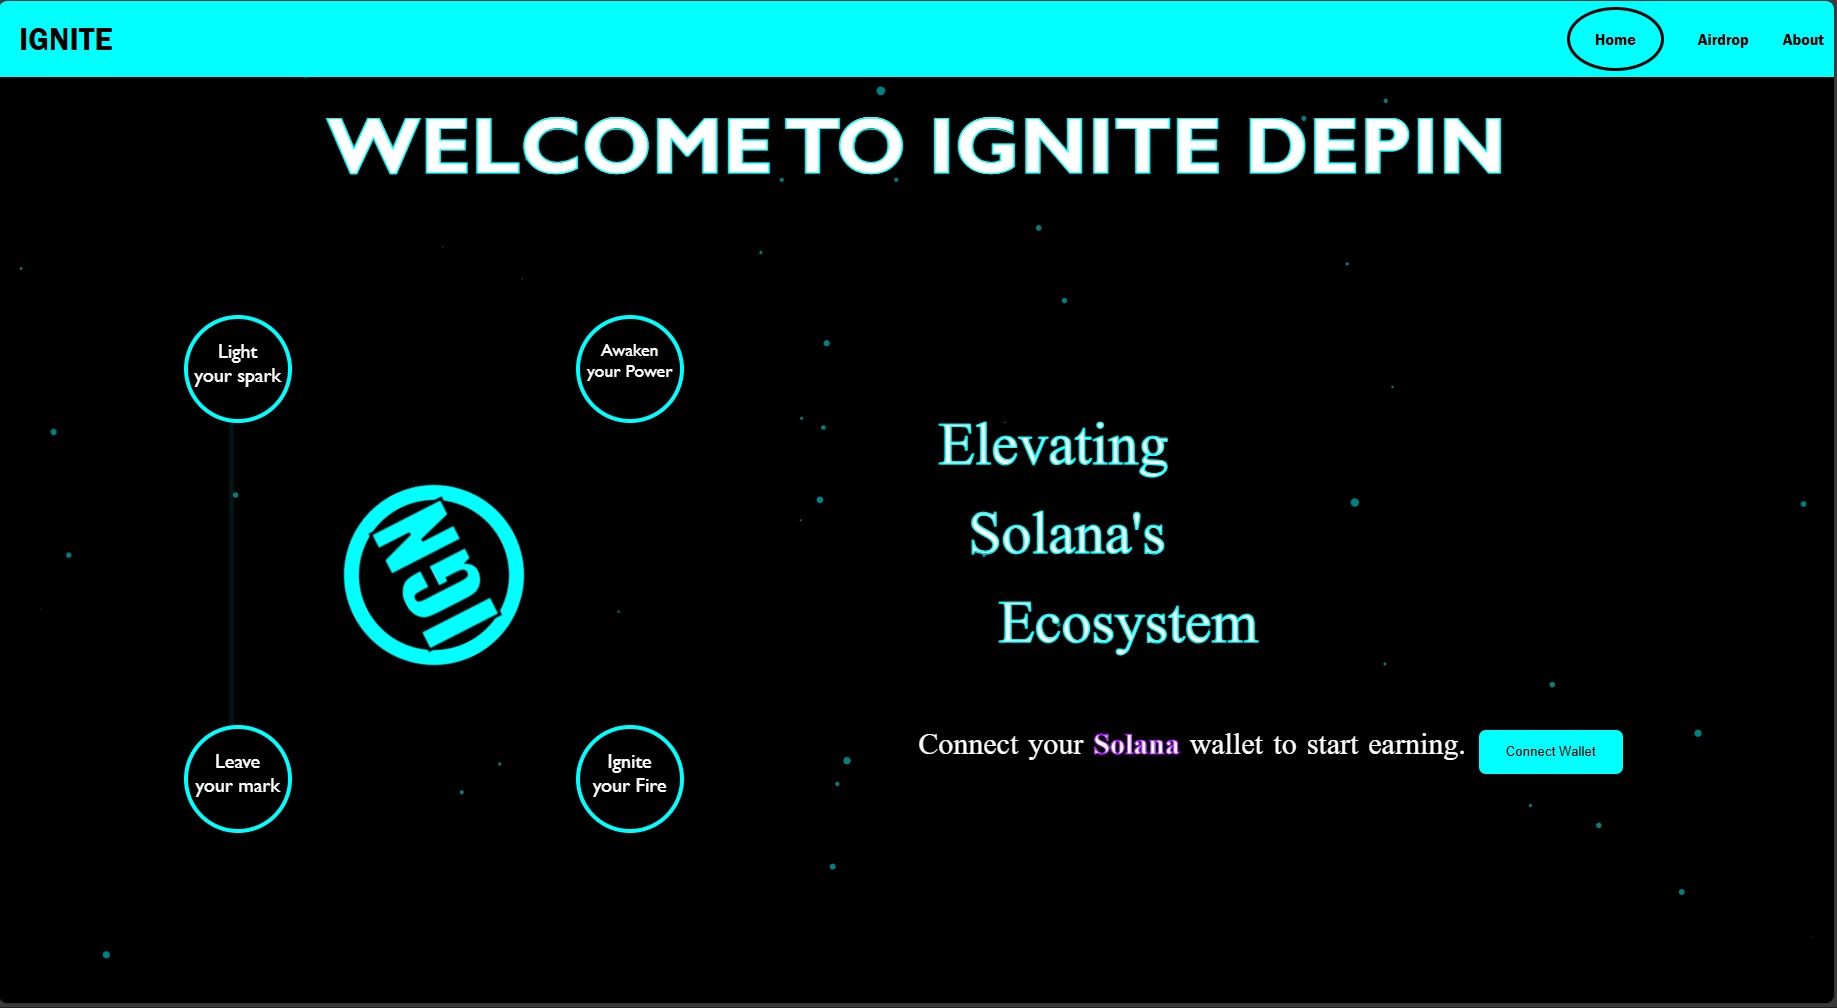 IGNITE
Home
Airdrop
About
WELCOME TO IGNITE DEPIN
Light
your spark
Awaken
your Power
IGN
Leave
your mark
Ignite
your Fire
Elevating
Solana's
Ecosystem
Connect your Solana wallet to start earning.
Connect Wallet